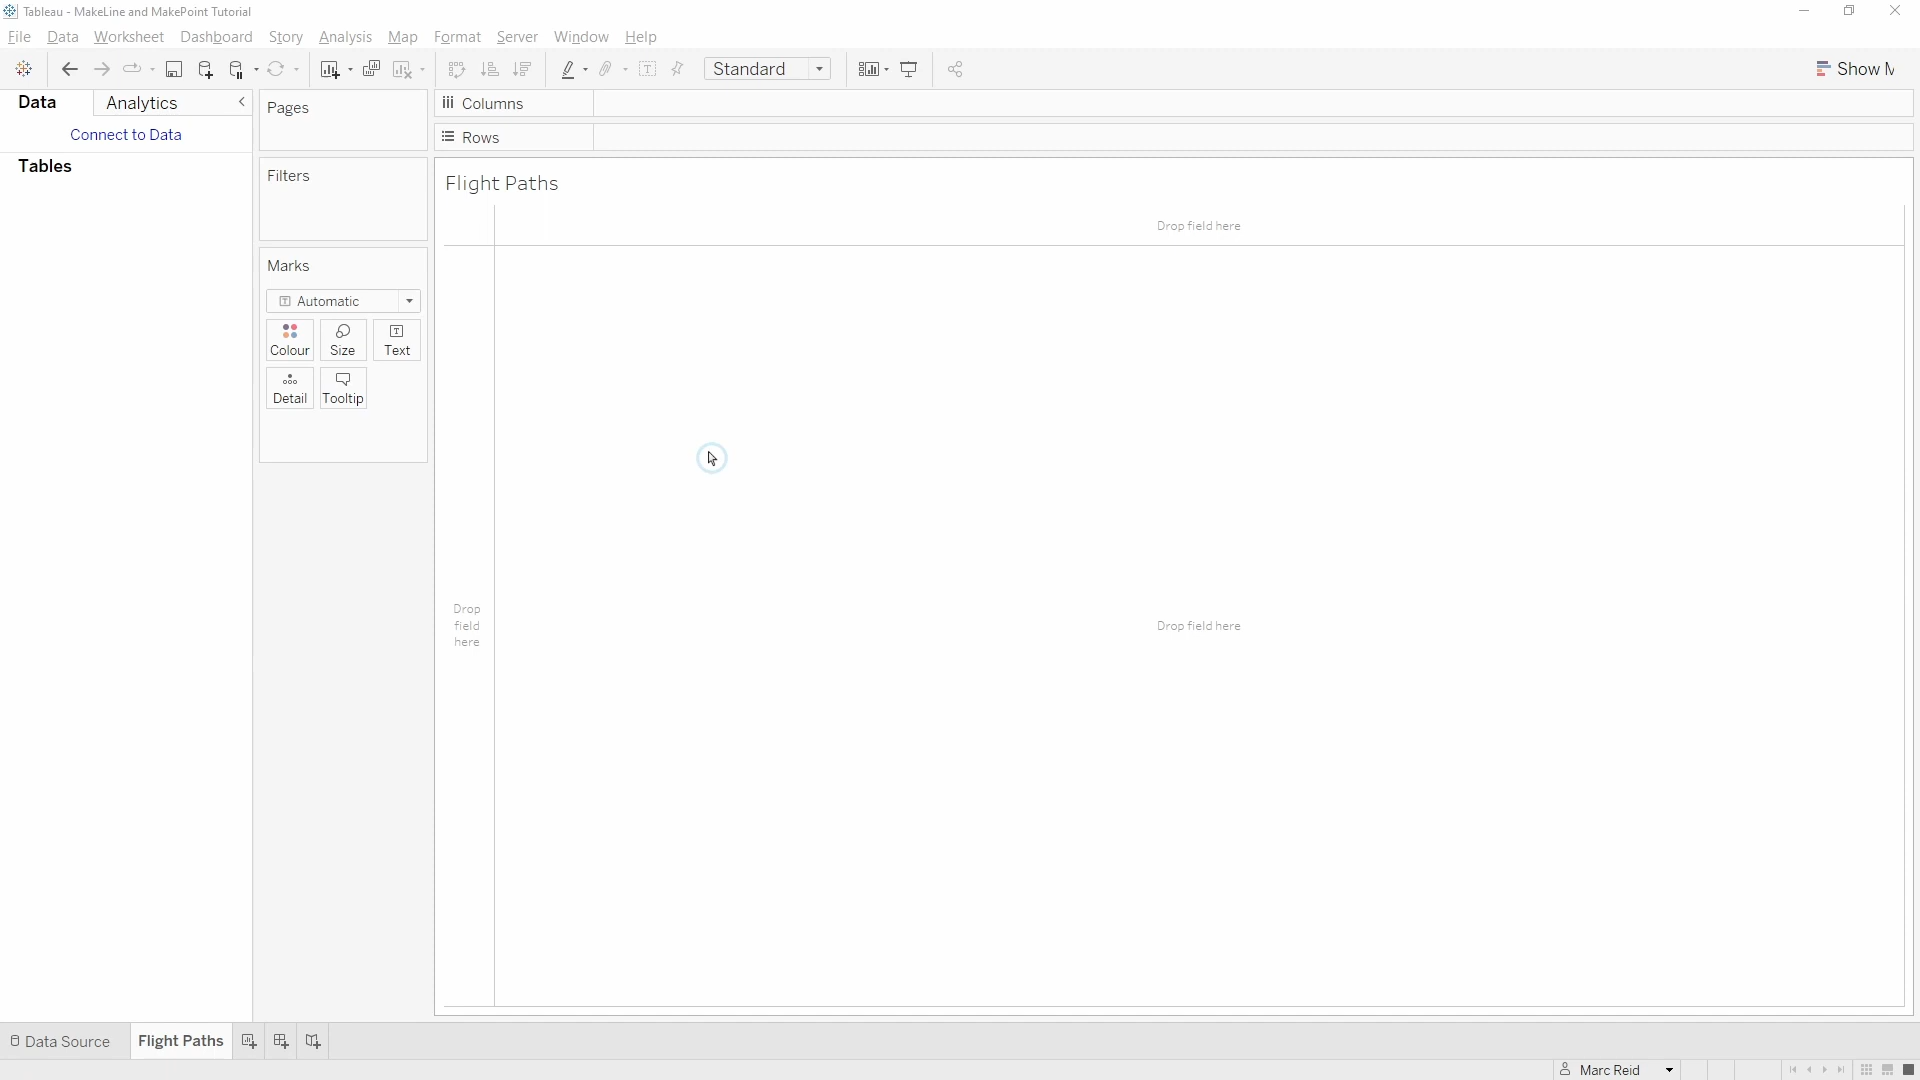 Tableau - MakeLine and MakePoint Tutorial
File Data Worksheet Dashboard Story Analysis Map Format Server Window Help
Standard
Show M
Data
Analytics
Connect to Data
Tables
Pages
Filters
Marks
Automatic
Colour
Size
Text
Detail
Tooltip
Columns
Rows
Flight Paths
Drop field here
Drop
field
here
Drop field here
Data Source
Flight Paths
Marc Reid